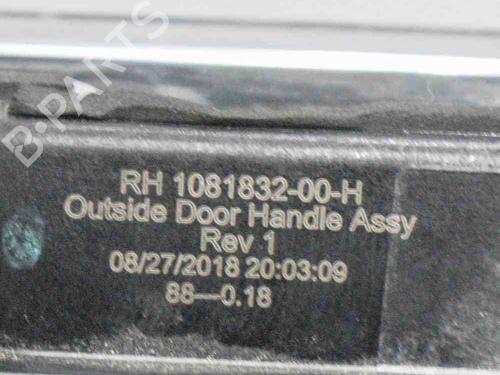 B-PARTS
RH 1081832-00-H
Outside Door Handle Assy
Rev 1
08/27/2018 20:03:09
88—0.18